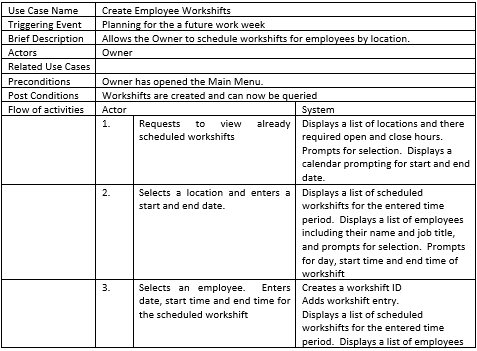 Use Case Name Create Employee Workshifts
Triggering Event Planning for the a future work week
Brief Description Allows the Owner to schedule workshifts for employees by location.
Actors Owner
Related Use Cases
Preconditions Owner has opened the Main Menu.
Post Conditions Workshifts are created and can now be queried
Flow of activities Actor System
1. Requests to view already
scheduled workshifts
Displays a list of locations and there
required open and close hours.
Prompts for selection. Displays a
calendar prompting for start and end
date.
2. Selects a location and enters a
start and end date.
Displays a list of scheduled
workshifts for the entered time
period. Displays a list of employees
including their name and job title,
and prompts for selection. Prompts
for day, start time and end time of
workshift
3. Selects an employee. Enters
date, start time and end time for
the scheduled workshift
Creates a workshift ID
Adds workshift entry.
Displays a list of scheduled
workshifts for the entered time
period. Displays a list of employees